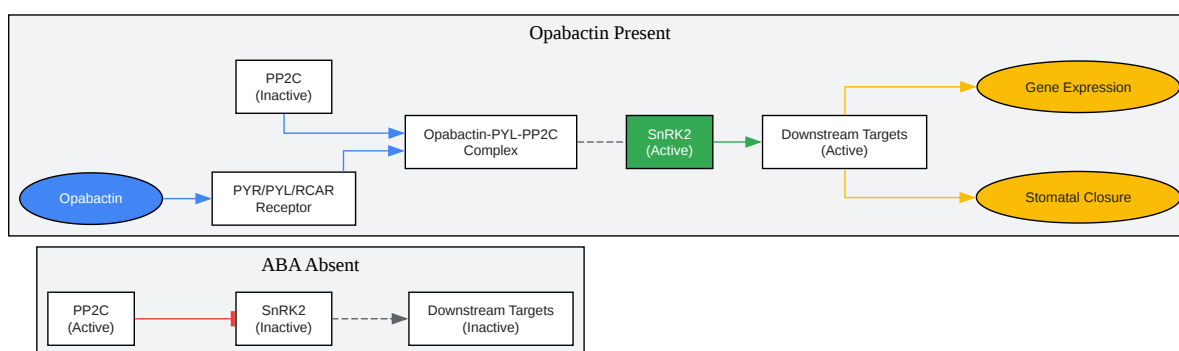 Opabactin Present
PP2C
(Inactive)
Gene Expression
Opabactin-PYL-PP2C
Complex
SnRK2
(Active)
Downstream Targets
(Active)
Opabactin
PYR/PYL/RCAR
Receptor
Stomatal Closure
ABA Absent
PP2C
(Active)
SnRK2
(Inactive)
Downstream Targets
(Inactive)